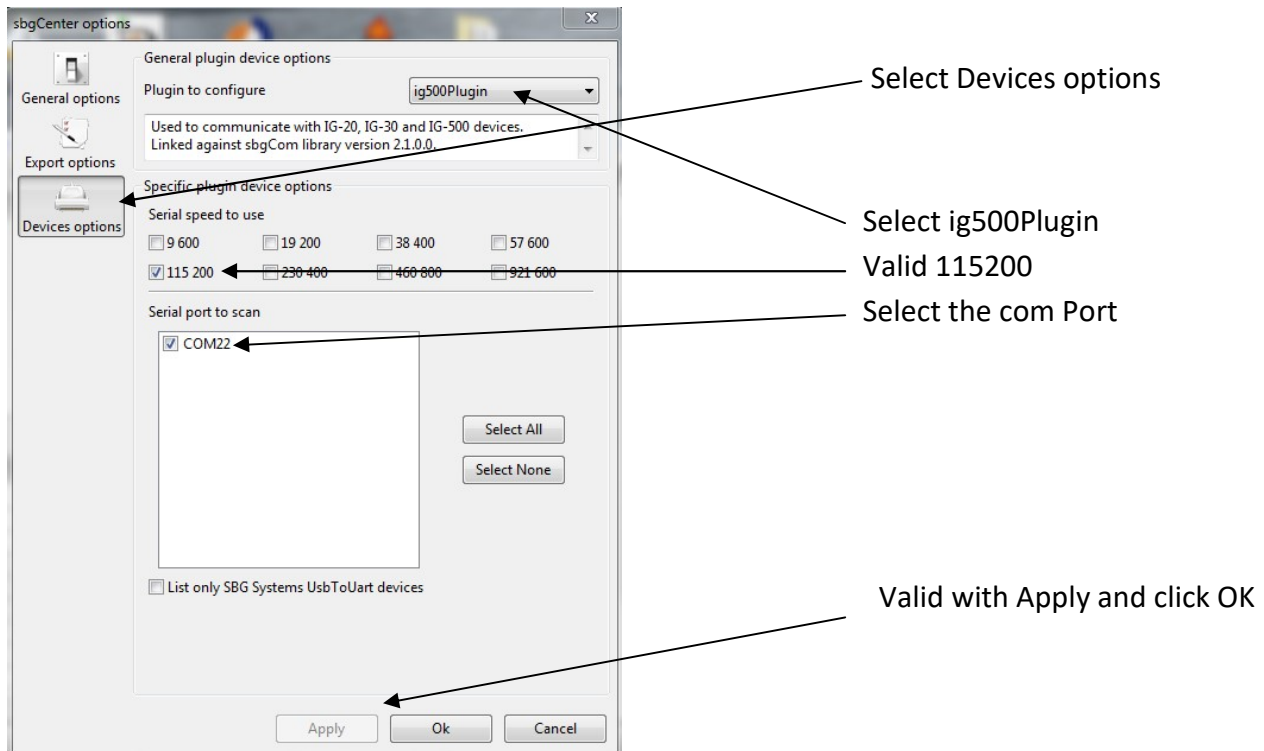 sbgCenter options
General options
Export options
Devices options
General plugin device options
Plugin to configure
ig500Plugin
Used to communicate with IG-20, IG-30 and IG-500 devices.
Linked against sbgCom library version 2.1.0.0.
Specific plugin device options
Serial speed to use
9 600 19 200 38 400 57 600
115 200 230 400 460 800 921 600
Serial port to scan
COM22
Select All
Select None
List only SBG Systems UsbToUart devices
Apply Ok Cancel
Select Devices options
Select ig500Plugin
Valid 115200
Select the com Port
Valid with Apply and click OK